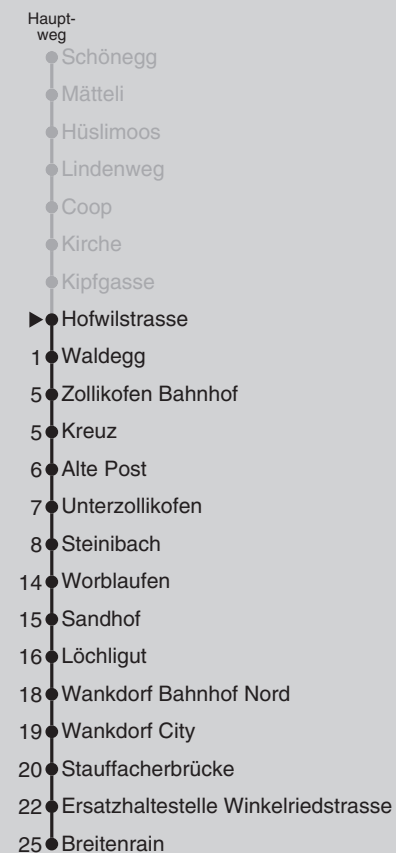 Haupt-
weg
Schönegg
Mätteli
Hüslimoos
Lindenweg
Coop
Kirche
Kipfgasse
Hofwilstrasse
1 Waldegg
5 Zollikofen Bahnhof
5 Kreuz
6 Alte Post
7 Unterzollikofen
8 Steinibach
14 Worblaufen
15 Sandhof
16 Löchligut
18 Wankdorf Bahnhof Nord
19 Wankdorf City
20 Stauffacherbrücke
22 Ersatzhaltestelle Winkelriedstrasse
25 Breitenrain